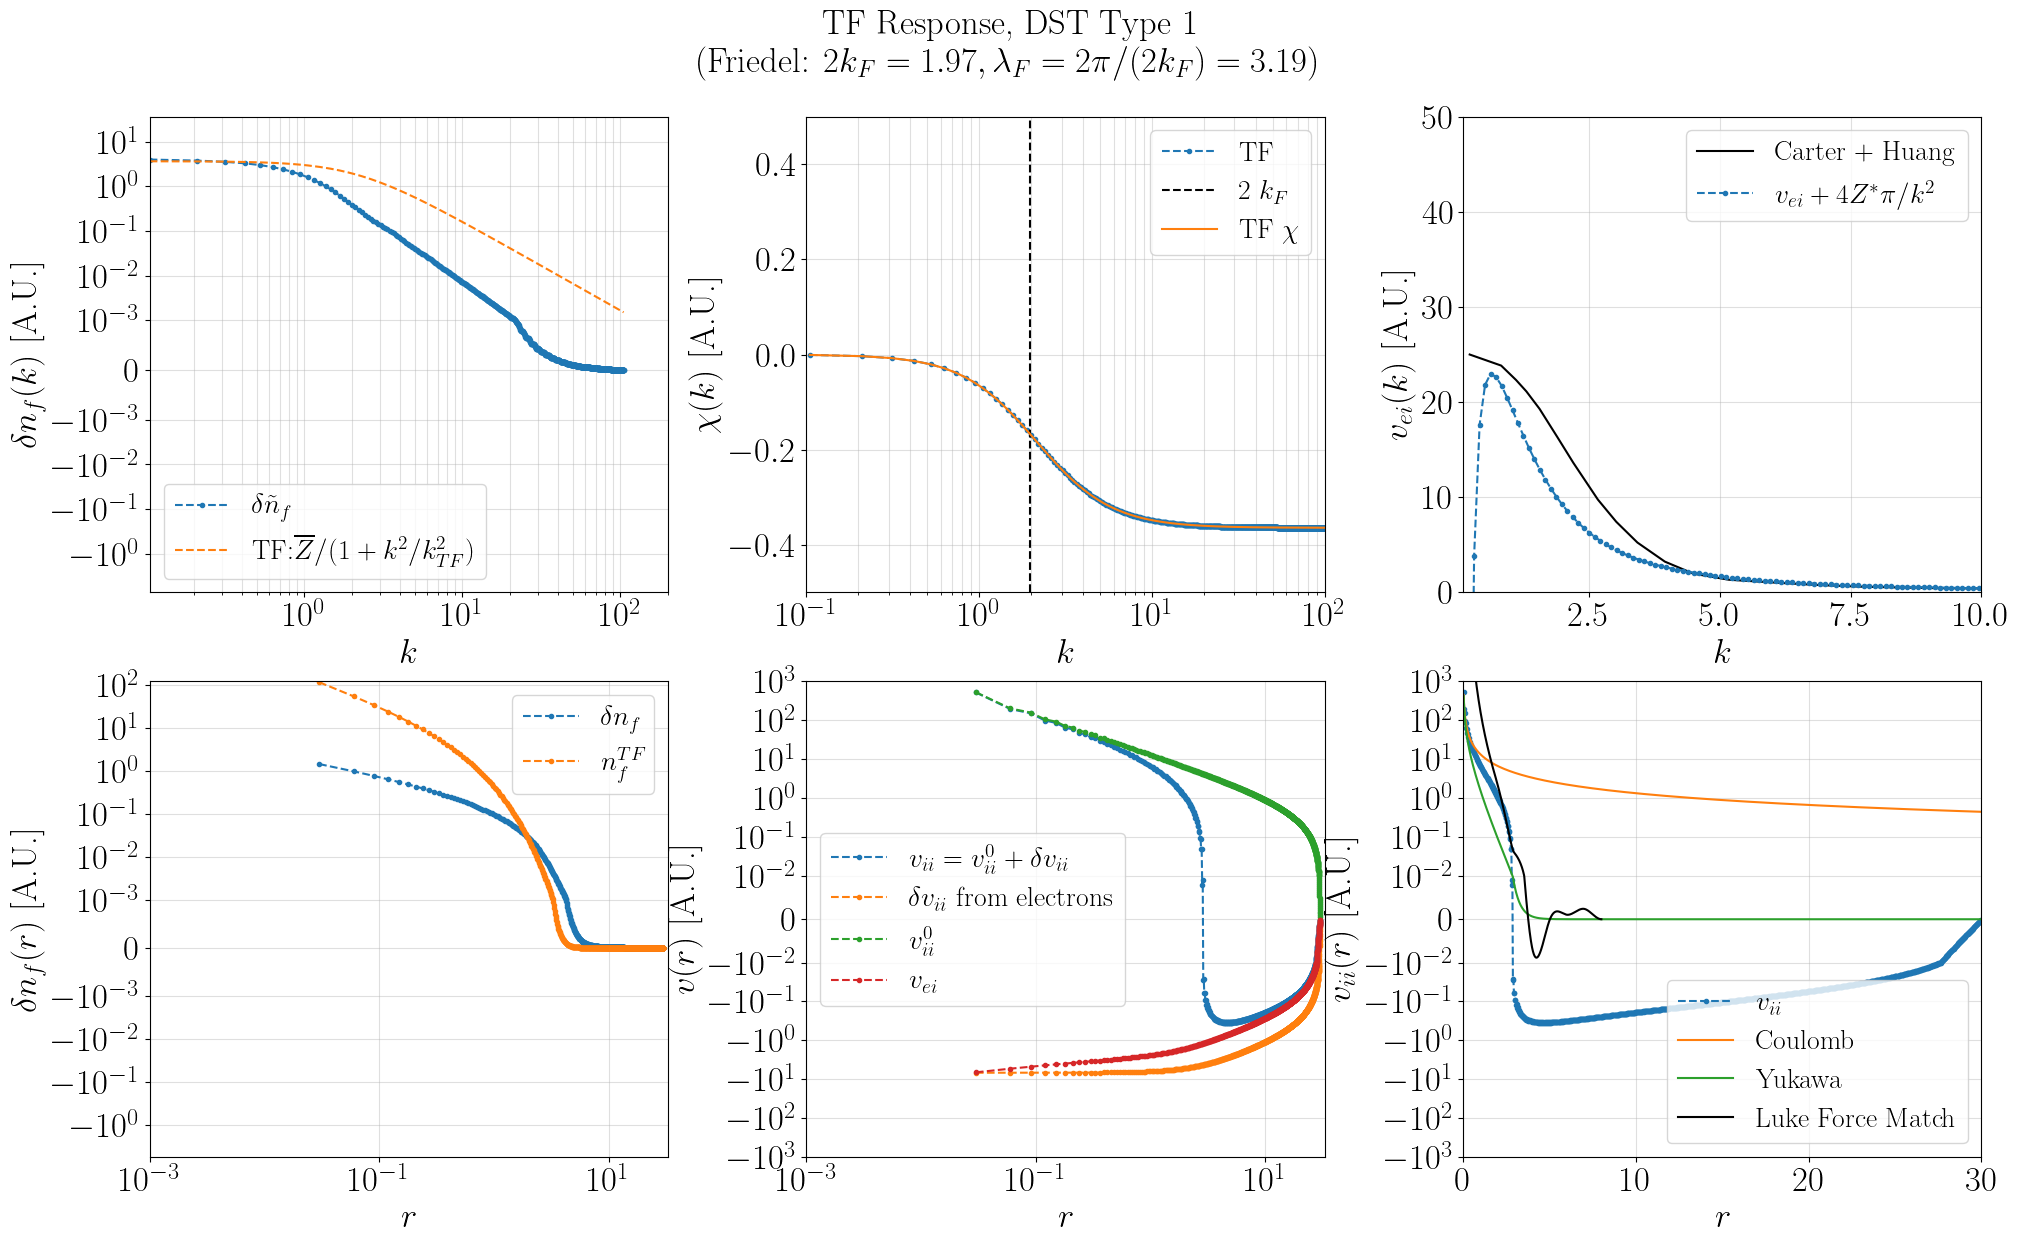 TF Response, DST Type 1
(Friedel: 2k_F = 1.97, λ_F = 2π/(2k_F) = 3.19)
10^1
10^0
10^-1
10^-2
10^-3
0
−10^-3
−10^-2
−10^-1
−10^0
δn_f(k) [A.U.]
δñ_f
TF:Z̅/(1 + k^2/k_TF^2)
10^0
10^1
10^2
k
0.4
0.2
0.0
−0.2
−0.4
χ(k) [A.U.]
TF
2 k_F
TF χ
10^-1
10^0
10^1
10^2
k
50
40
30
20
10
0
v_ei(k) [A.U.]
Carter + Huang
v_ei + 4Z*π/k^2
2.5
5.0
7.5
10.0
k
10^2
10^1
10^0
10^-1
10^-2
10^-3
0
−10^-3
−10^-2
−10^-1
−10^0
δn_f(r) [A.U.]
δn_f
n_f^TF
10^-3
10^-1
10^1
r
10^3
10^2
10^1
10^0
10^-1
10^-2
0
−10^-2
−10^-1
−10^0
−10^1
−10^2
−10^3
v(r) [A.U.]
v_ii = v_ii^0 + δv_ii
δv_ii from electrons
v_ii^0
v_ei
10^-3
10^-1
10^1
r
10^3
10^2
10^1
10^0
10^-1
10^-2
0
−10^-2
−10^-1
−10^0
−10^1
−10^2
−10^3
v_ii(r) [A.U.]
v_ii
Coulomb
Yukawa
Luke Force Match
0
10
20
30
r